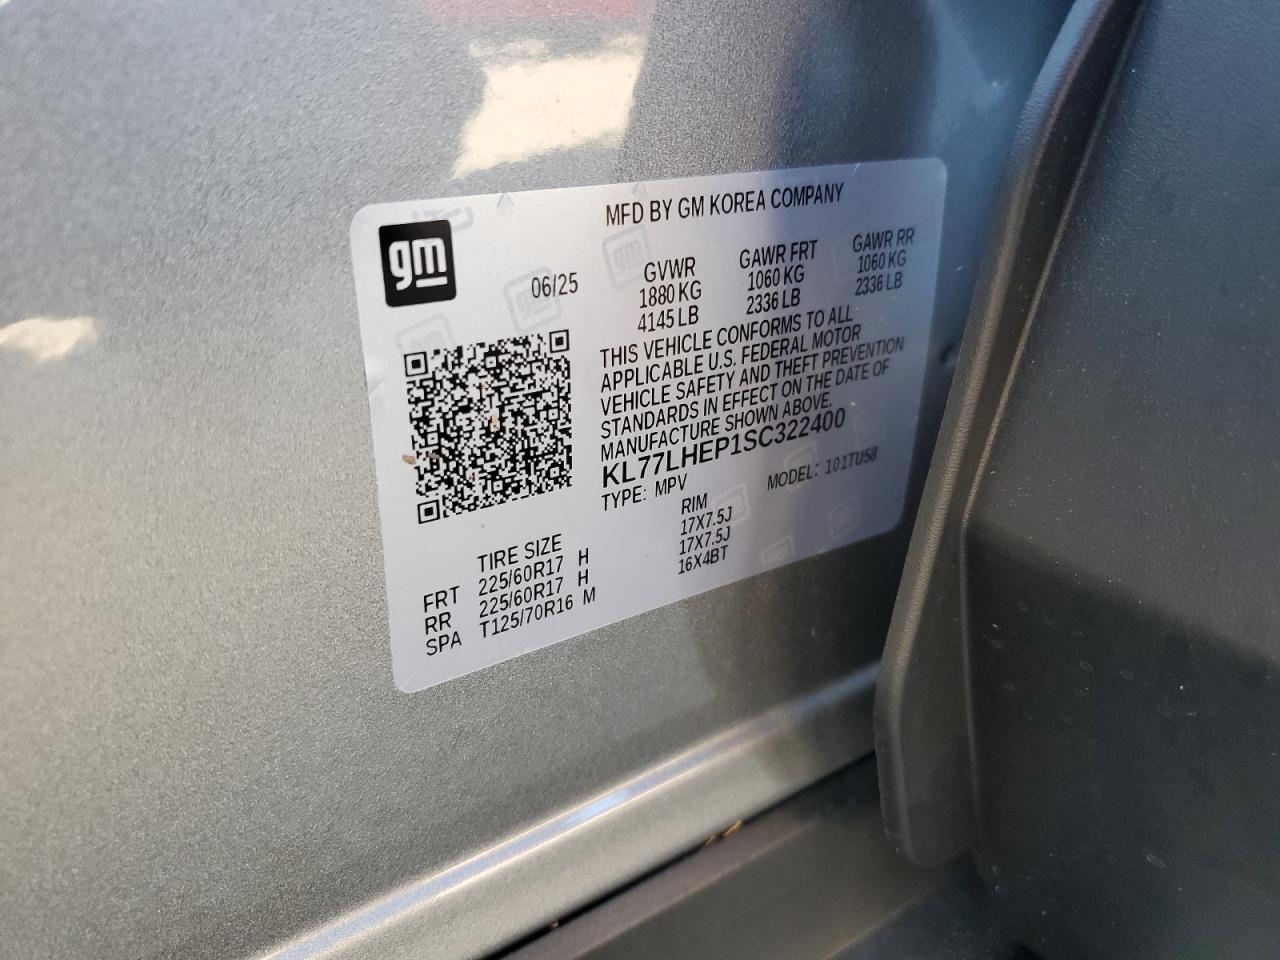 gm
MFD BY GM KOREA COMPANY
06/25
GVWR GAWR FRT GAWR RR
1880 KG 1060 KG 1060 KG
4145 LB 2336 LB 2336 LB
THIS VEHICLE CONFORMS TO ALL
APPLICABLE U.S. FEDERAL MOTOR
VEHICLE SAFETY AND THEFT PREVENTION
STANDARDS IN EFFECT ON THE DATE OF
MANUFACTURE SHOWN ABOVE.
KL77LHEP1SC322400
TYPE: MPV MODEL: 101TU58
TIRE SIZE RIM
FRT 225/60R17 H 17X7.5J
RR 225/60R17 H 17X7.5J
SPA T125/70R16 M 16X4BT